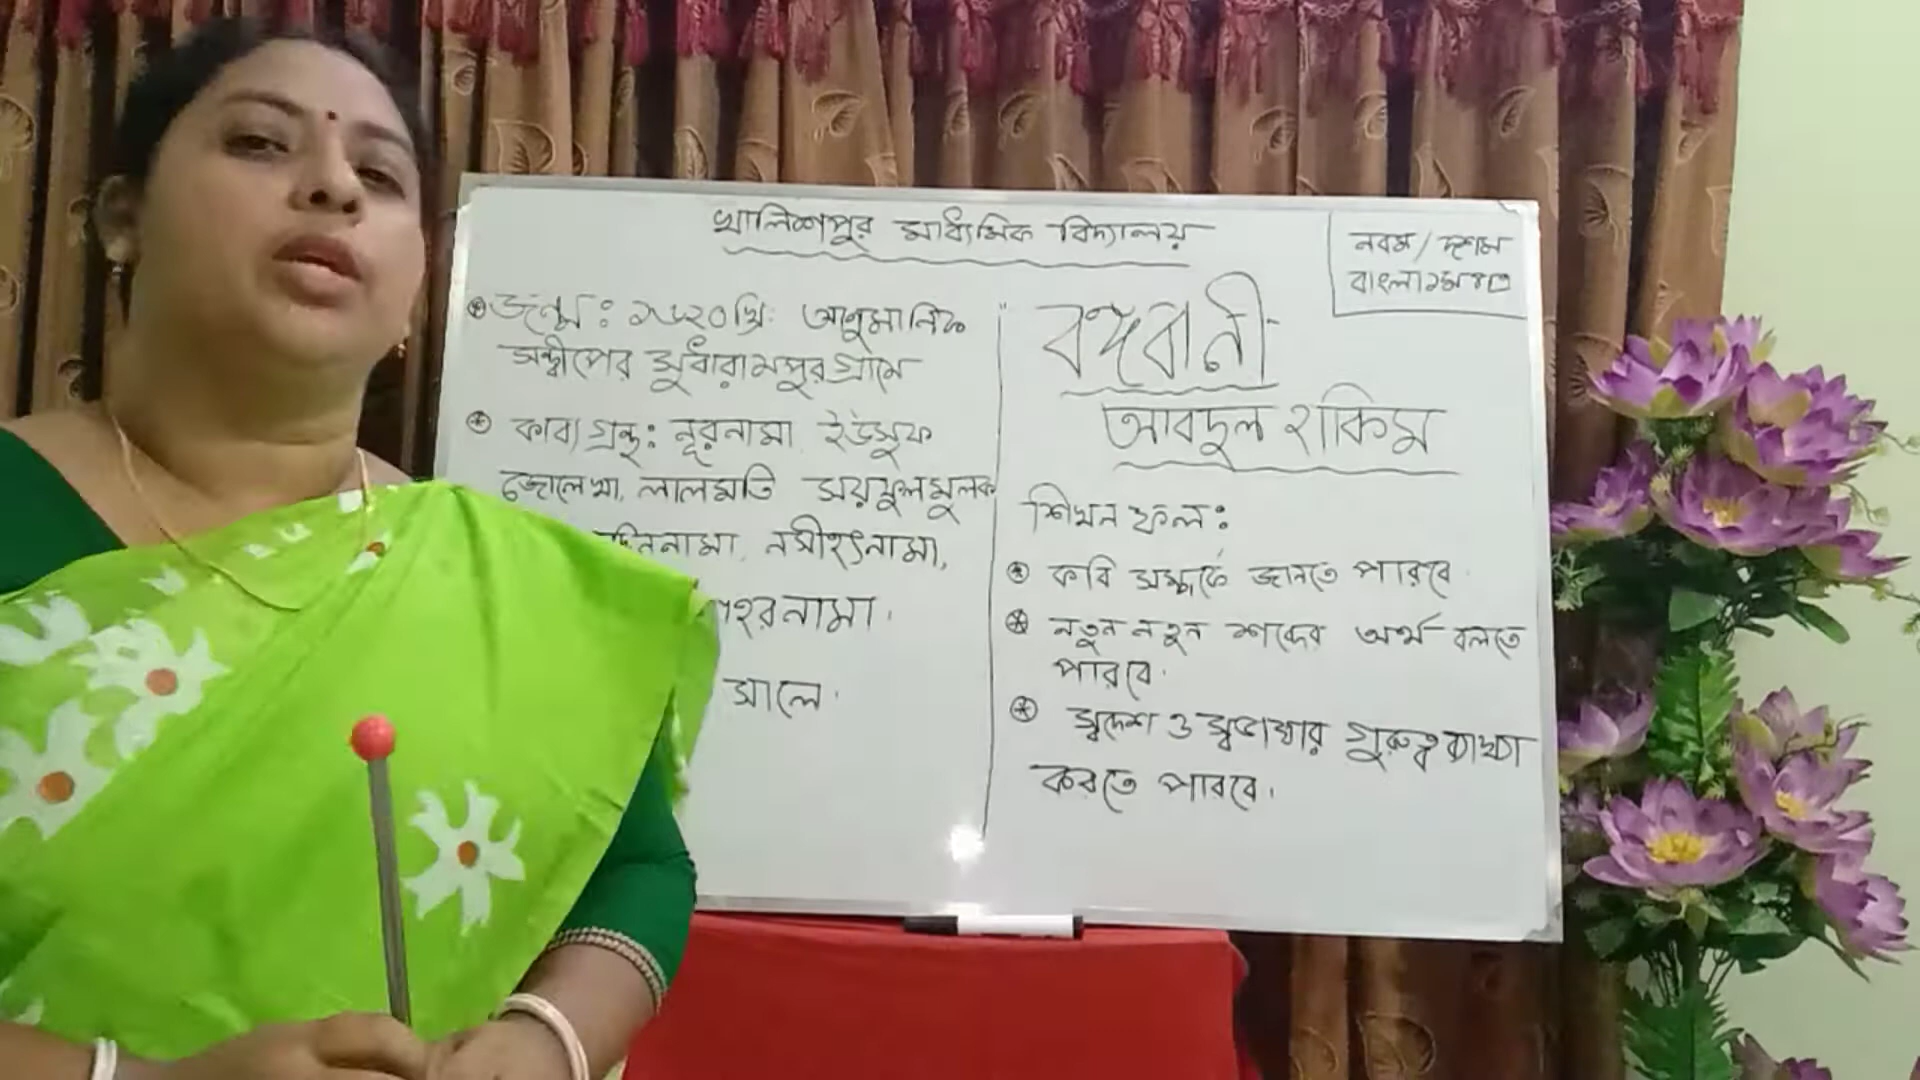 খালিশপুর মাধ্যমিক বিদ্যালয়
নবম / দশম
বাংলা ১ম পত্র
জন্ম: ১৬২০খ্রি: আনুমানিক
সন্দ্বীপের সুধারামপুর গ্রামে
কাব্যগ্রন্থ: নূরনামা, ইউসুফ
জোলেখা, লালমতি সয়ফুলমুলক
নসীহৎনামা,
সালে।
বঙ্গবানী
আবদুল হাকিম
শিখন ফল:
কবি সম্পর্কে জানতে পারবে।
নতুন নতুন শব্দের অর্থ বলতে
পারবে।
স্বদেশ ও স্বভাষার গুরুত্ব ব্যাখ্যা
করতে পারবে।